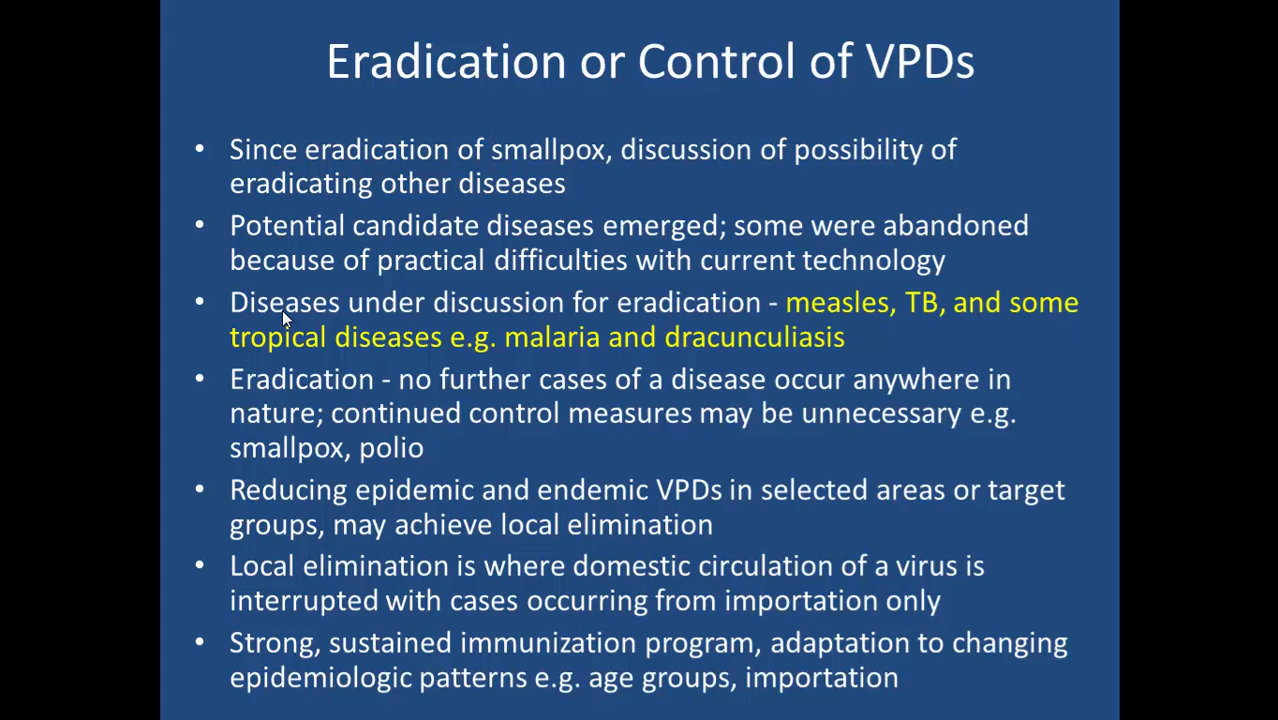 Eradication or Control of VPDs
• Since eradication of smallpox, discussion of possibility of
eradicating other diseases
• Potential candidate diseases emerged; some were abandoned
because of practical difficulties with current technology
• Diseases under discussion for eradication - measles, TB, and some
tropical diseases e.g. malaria and dracunculiasis
• Eradication - no further cases of a disease occur anywhere in
nature; continued control measures may be unnecessary e.g.
smallpox, polio
• Reducing epidemic and endemic VPDs in selected areas or target
groups, may achieve local elimination
• Local elimination is where domestic circulation of a virus is
interrupted with cases occurring from importation only
• Strong, sustained immunization program, adaptation to changing
epidemiologic patterns e.g. age groups, importation